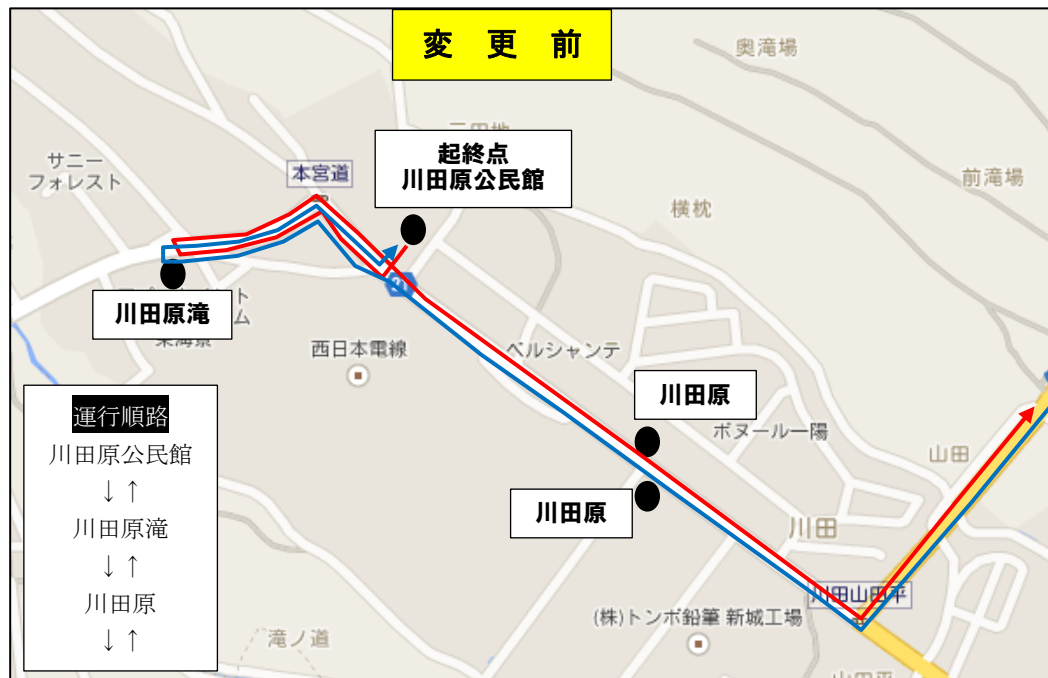 変更前
奥滝場
サニー
フォレスト
本宮道
起終点
川田原公民館
前滝場
横枕
川田原滝
西日本電線
ベルシャンテ
川田原
ボヌール一陽
山田
川田原
川田
川田山田平
(株)トンボ鉛筆 新城工場
滝ノ道
運行順路
川田原公民館
↓ ↑
川田原滝
↓ ↑
川田原
↓ ↑